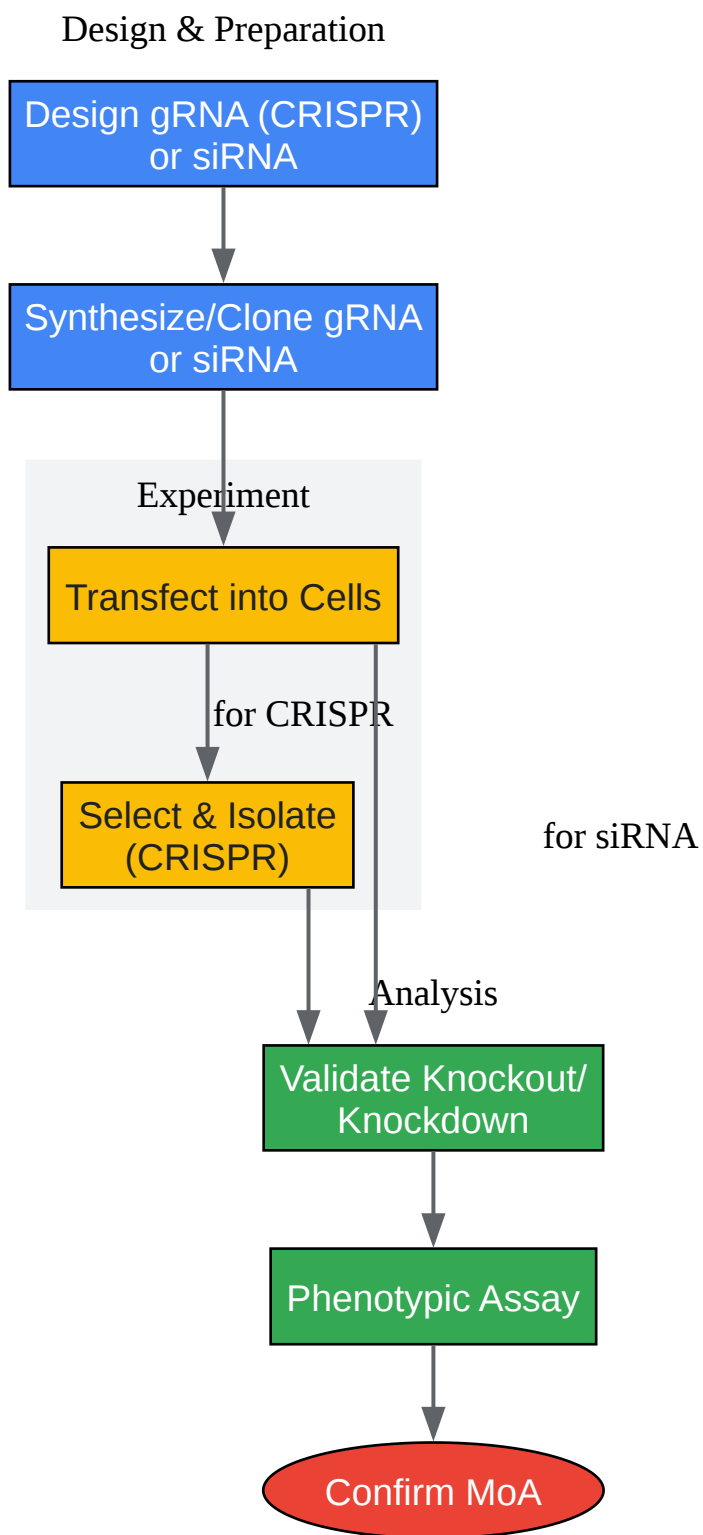 Design & Preparation
Design gRNA (CRISPR)
or siRNA
Synthesize/Clone gRNA
or siRNA
Experiment
Transfect into Cells
for CRISPR
Select & Isolate
(CRISPR)
for siRNA
Analysis
Validate Knockout/
Knockdown
Phenotypic Assay
Confirm MoA